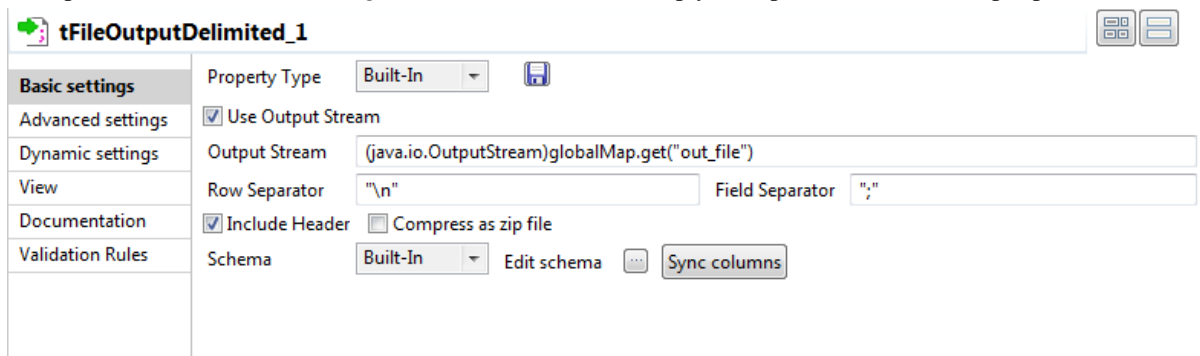 tFileOutputDelimited_1
Basic settings
Advanced settings
Dynamic settings
View
Documentation
Validation Rules
Property Type Built-In
Use Output Stream
Output Stream (java.io.OutputStream)globalMap.get("out_file")
Row Separator "\n" Field Separator ";"
Include Header Compress as zip file
Schema Built-In Edit schema ... Sync columns